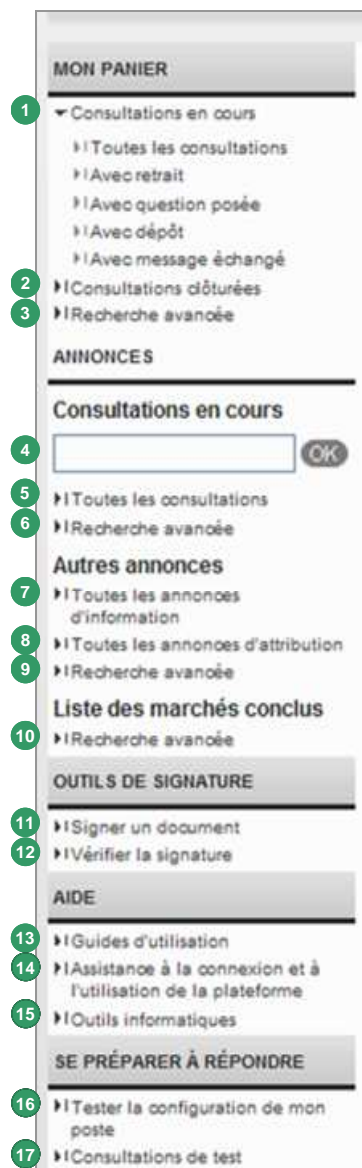 MON PANIER
1 Consultations en cours
Toutes les consultations
Avec retrait
Avec question posée
Avec dépôt
Avec message échangé
2 Consultations clôturées
3 Recherche avancée
ANNONCES
Consultations en cours
4 OK
5 Toutes les consultations
6 Recherche avancée
Autres annonces
7 Toutes les annonces
d'information
8 Toutes les annonces d'attribution
9 Recherche avancée
Liste des marchés conclus
10 Recherche avancée
OUTILS DE SIGNATURE
11 Signer un document
12 Vérifier la signature
AIDE
13 Guides d'utilisation
14 Assistance à la connexion et à
l'utilisation de la plateforme
15 Outils informatiques
SE PRÉPARER À RÉPONDRE
16 Tester la configuration de mon
poste
17 Consultations de test